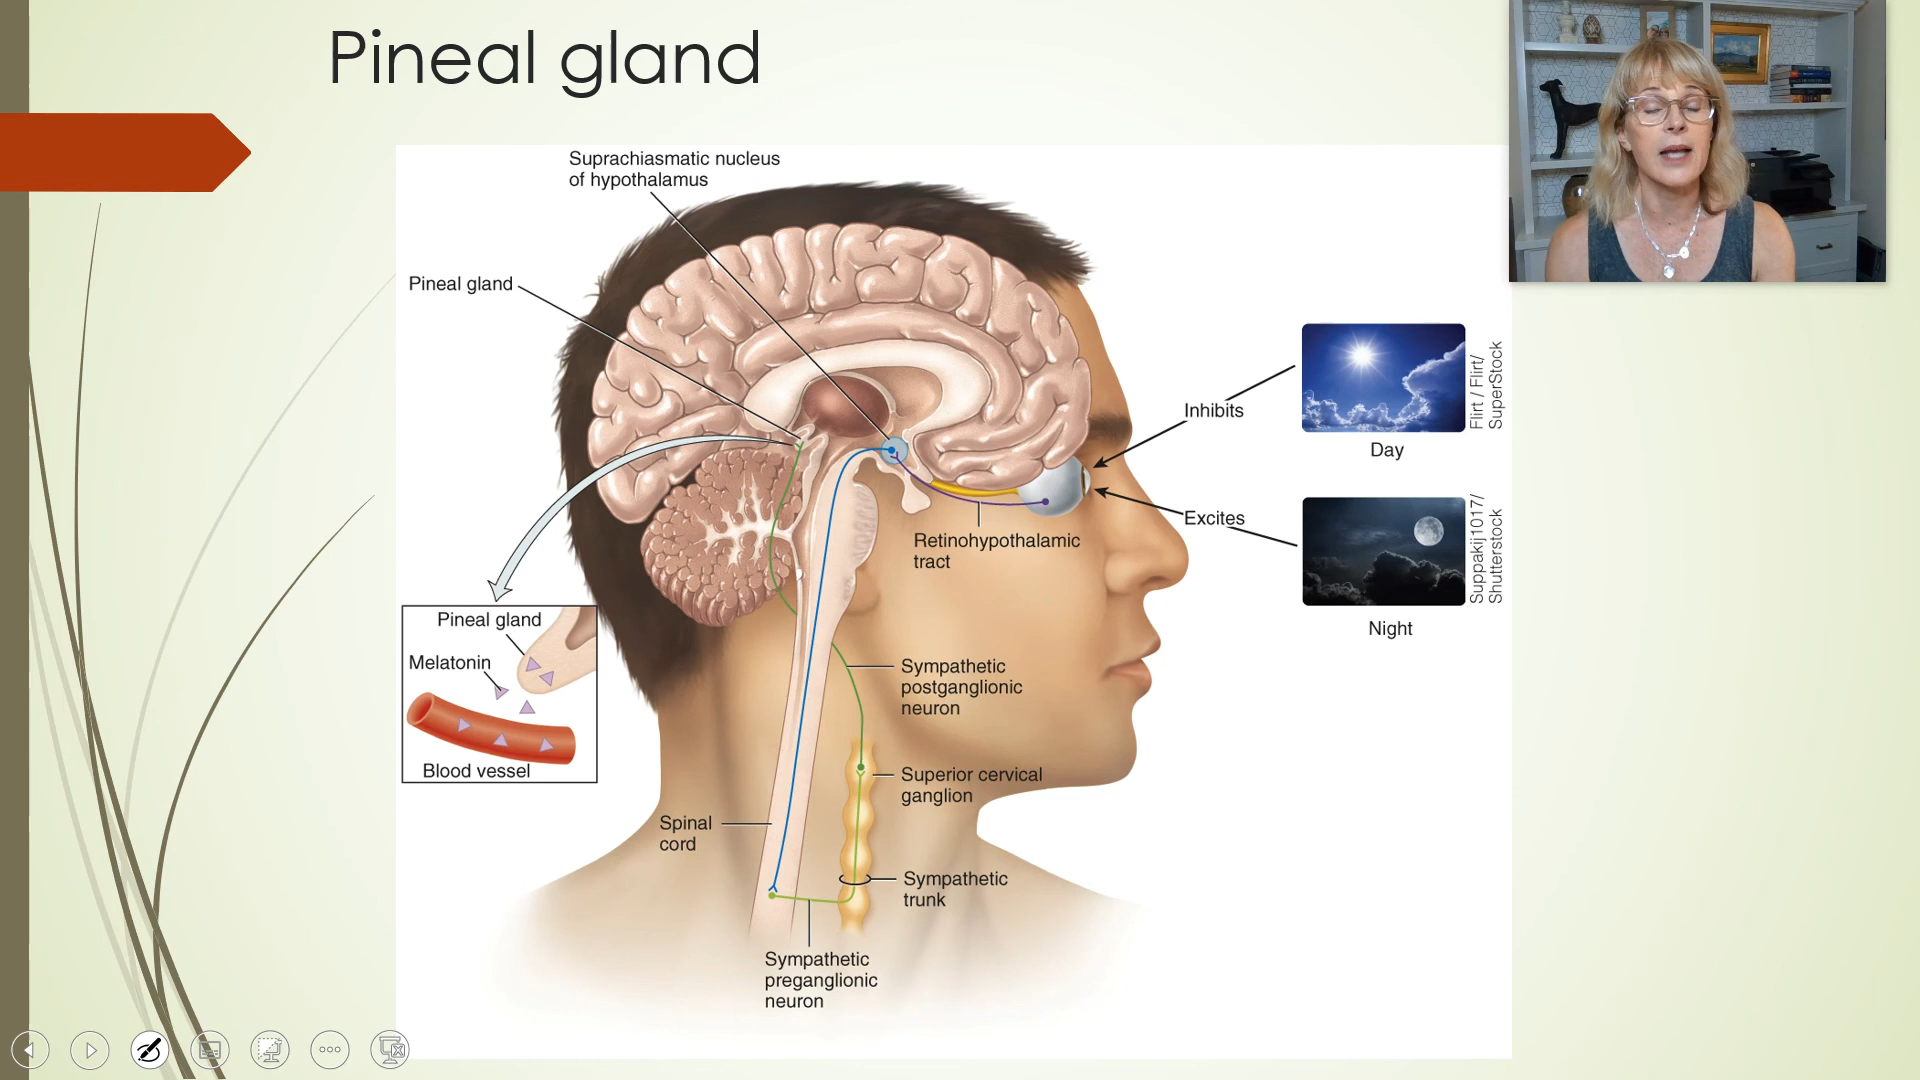 Pineal gland
Suprachiasmatic nucleus
of hypothalamus
Pineal gland
Inhibits
Flirt / Flirt/
SuperStock
Day
Excites
Suppakij1017/
Shutterstock
Night
Retinohypothalamic
tract
Pineal gland
Melatonin
Blood vessel
Sympathetic
postganglionic
neuron
Superior cervical
ganglion
Spinal
cord
Sympathetic
trunk
Sympathetic
preganglionic
neuron